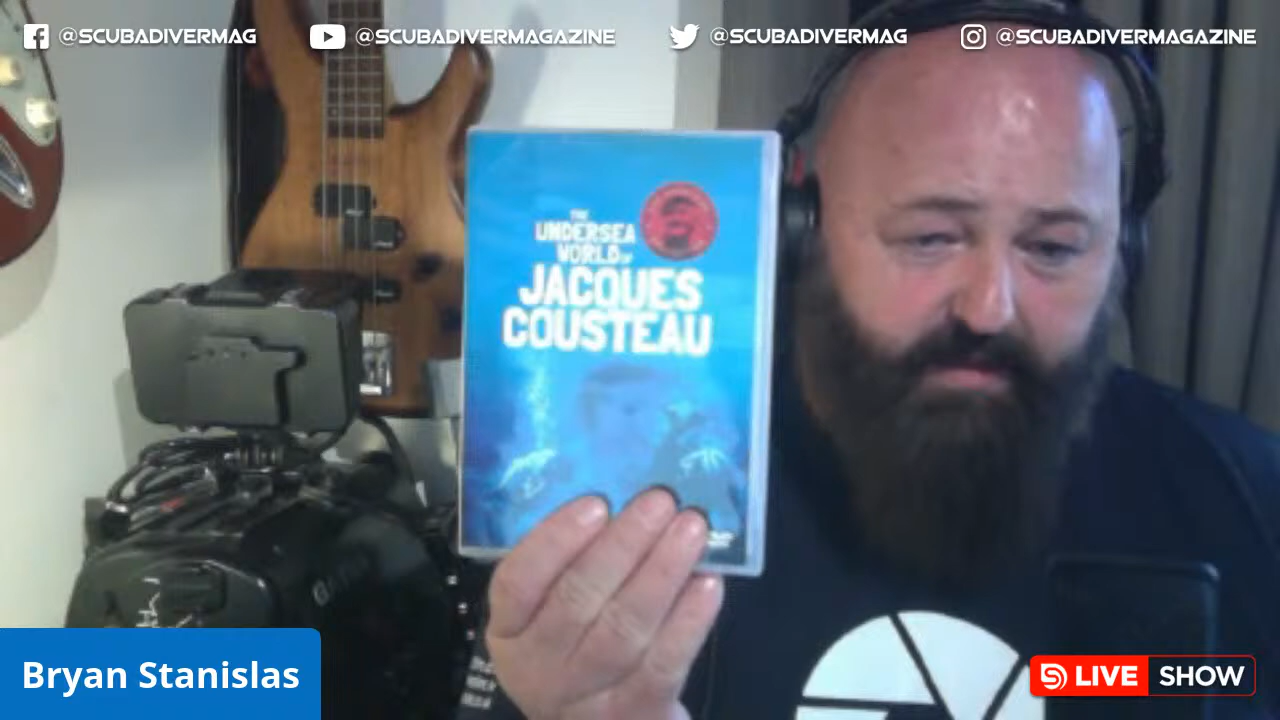 @SCUBADIVERMAG
@SCUBADIVERMAGAZINE
@SCUBADIVERMAG
@SCUBADIVERMAGAZINE
THE
UNDERSEA
WORLD OF
JACQUES
COUSTEAU
Bryan Stanislas
LIVE SHOW